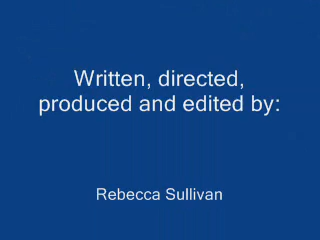 Written, directed,
produced and edited by:
Rebecca Sullivan